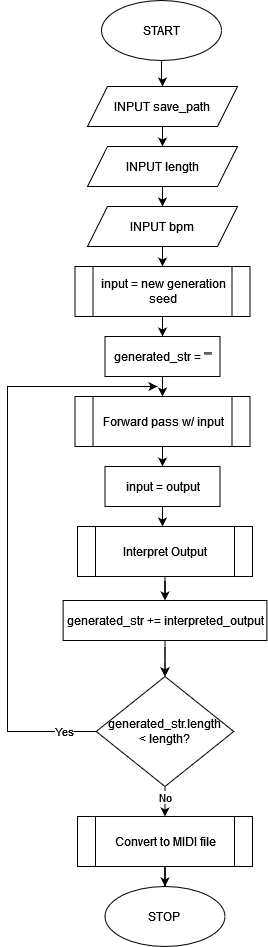 START
INPUT save_path
INPUT length
INPUT bpm
input = new generation
seed
generated_str = ""
Forward pass w/ input
input = output
Interpret Output
generated_str += interpreted_output
generated_str.length
< length?
Yes
No
Convert to MIDI file
STOP